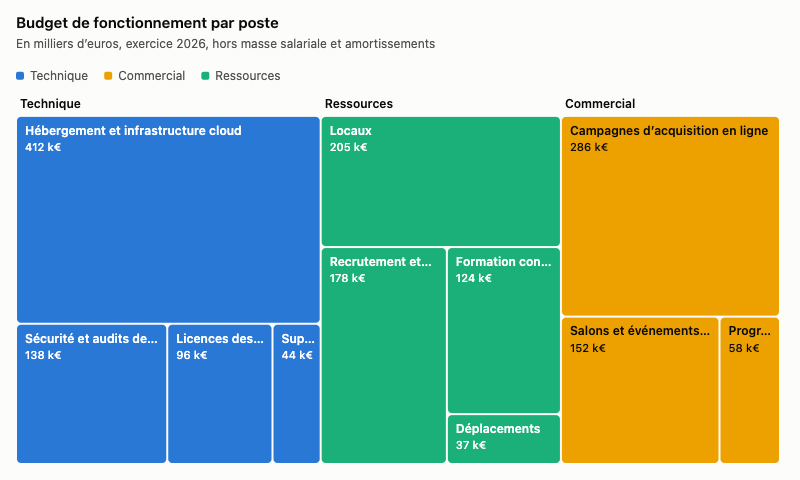 Budget de fonctionnement par poste
En milliers d’euros, exercice 2026, hors masse salariale et amortissements
Technique
Commercial
Ressources
Technique
Ressources
Commercial
Hébergement et infrastructure cloud
412 k€
Locaux
205 k€
Campagnes d’acquisition en ligne
286 k€
Recrutement et...
178 k€
Formation con...
124 k€
Salons et événements...
152 k€
Progr...
58 k€
Sécurité et audits de...
138 k€
Licences des...
96 k€
Sup...
44 k€
Déplacements
37 k€